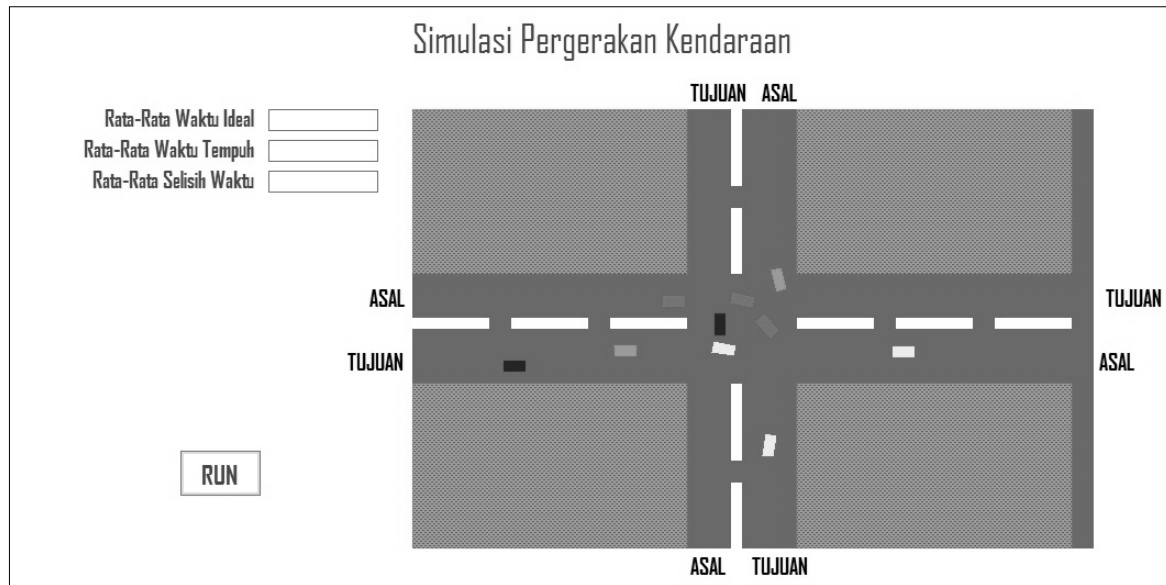 Simulasi Pergerakan Kendaraan
TUJUAN ASAL
Rata-Rata Waktu Ideal
Rata-Rata Waktu Tempuh
Rata-Rata Selisih Waktu
ASAL
TUJUAN
TUJUAN
ASAL
RUN
ASAL TUJUAN